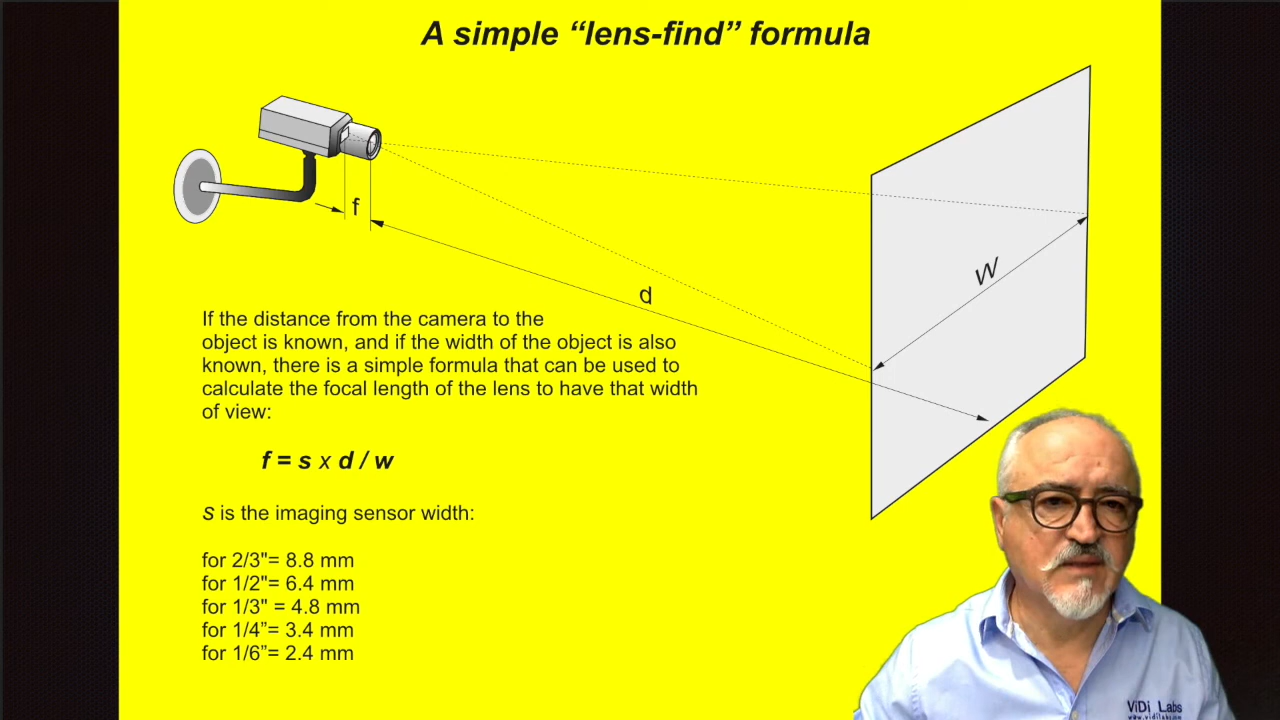 A simple “lens-find” formula
f
d
W
If the distance from the camera to the
object is known, and if the width of the object is also
known, there is a simple formula that can be used to
calculate the focal length of the lens to have that width
of view:
f = s x d / w
s is the imaging sensor width:
for 2/3"= 8.8 mm
for 1/2"= 6.4 mm
for 1/3" = 4.8 mm
for 1/4”= 3.4 mm
for 1/6”= 2.4 mm
ViDi Labs